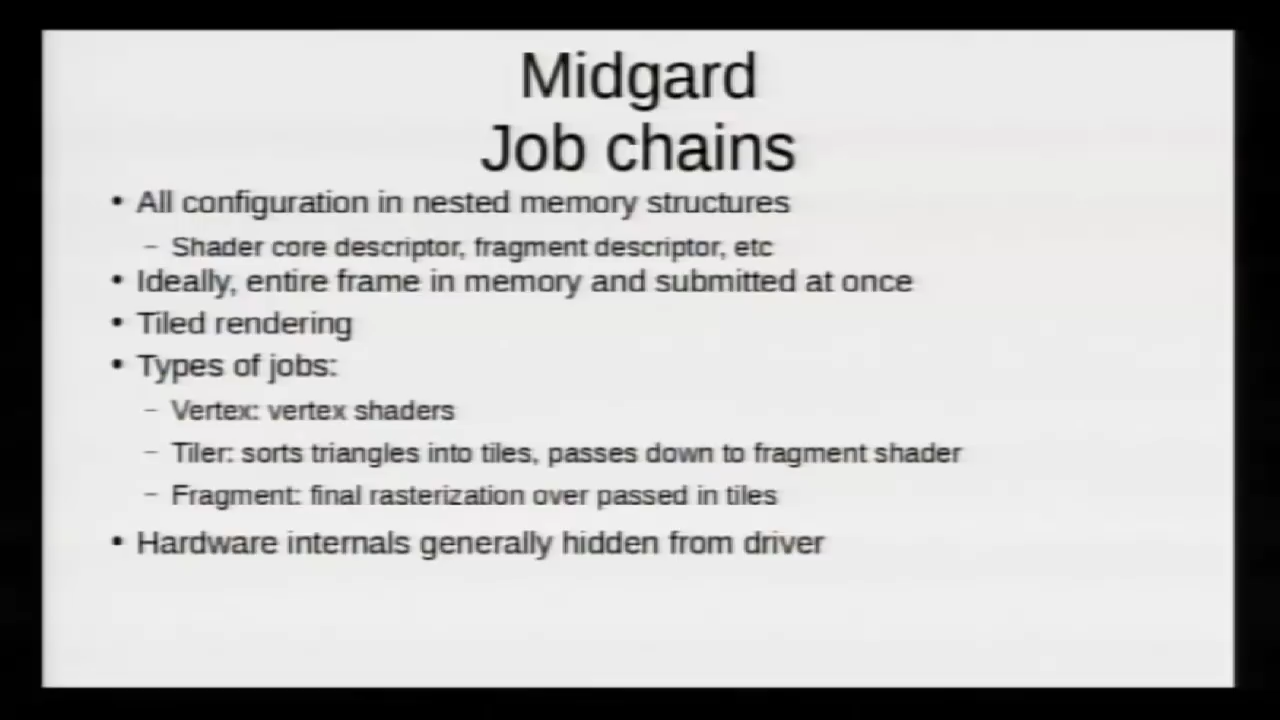 Midgard
Job chains
• All configuration in nested memory structures
– Shader core descriptor, fragment descriptor, etc
• Ideally, entire frame in memory and submitted at once
• Tiled rendering
• Types of jobs:
– Vertex: vertex shaders
– Tiler: sorts triangles into tiles, passes down to fragment shader
– Fragment: final rasterization over passed in tiles
• Hardware internals generally hidden from driver